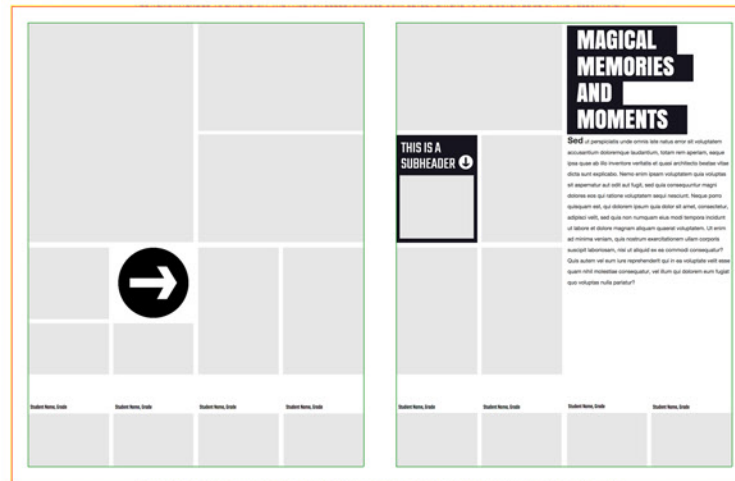 Student Name, Grade
Student Name, Grade
Student Name, Grade
Student Name, Grade
MAGICAL
MEMORIES
AND
MOMENTS
THIS IS A
SUBHEADER
Sed ut perspiciatis unde omnis iste natus error sit voluptatem
accusantium doloremque laudantium, totam rem aperiam, eaque
ipsa quae ab illo inventore veritatis et quasi architecto beatae vitae
dicta sunt explicabo. Nemo enim ipsam voluptatem quia voluptas
sit aspernatur aut odit aut fugit, sed quia consequuntur magni
dolores eos qui ratione voluptatem sequi nesciunt. Neque porro
quisquam est, qui dolorem ipsum quia dolor sit amet, consectetur,
adipisci velit, sed quia non numquam eius modi tempora incidunt
ut labore et dolore magnam aliquam quaerat voluptatem. Ut enim
ad minima veniam, quis nostrum exercitationem ullam corporis
suscipit laboriosam, nisi ut aliquid ex ea commodi consequatur?
Quis autem vel eum iure reprehenderit qui in ea voluptate velit esse
quam nihil molestiae consequatur, vel illum qui dolorem eum fugiat
quo voluptas nulla pariatur?
Student Name, Grade
Student Name, Grade
Student Name, Grade
Student Name, Grade